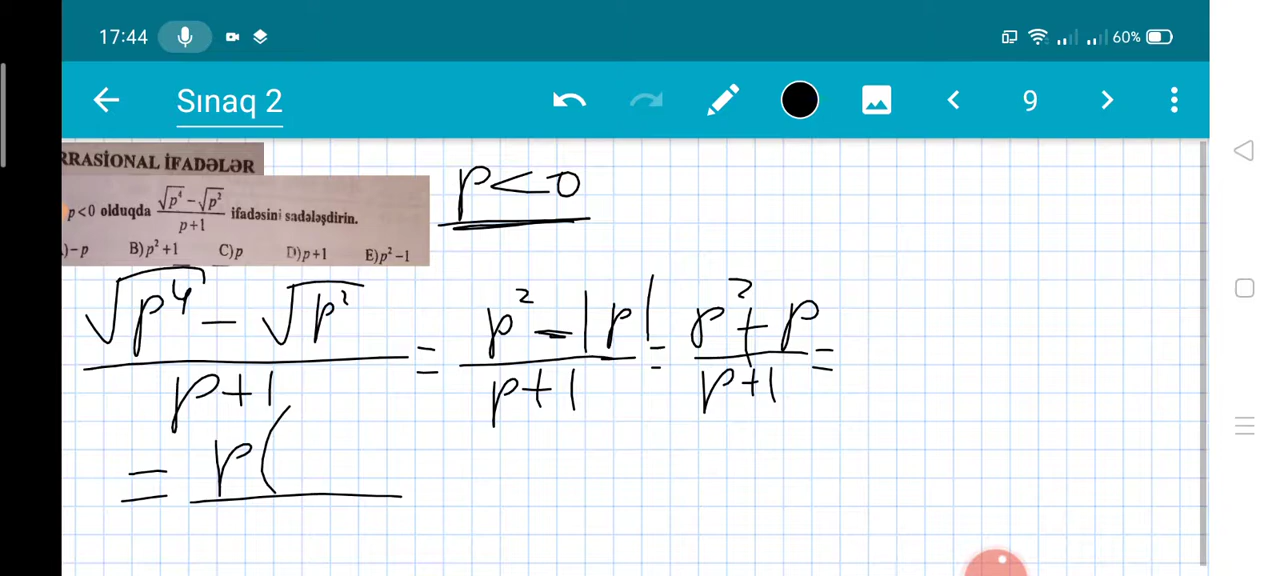 17:44
60%
Sınaq 2
9
RRASİONAL İFADƏLƏR
p<0 olduqda (√p⁴ − √p²)/(p+1) ifadəsini sadələşdirin.
)−p B)p²+1 C)p D)p+1 E)p²−1
p<0
(√p⁴ − √p²)/(p+1) = (p² − |p|)/(p+1) = (p² + p)/(p+1) =
= p(